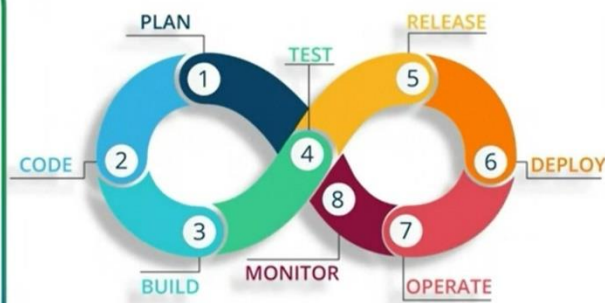 PLAN
1
CODE
2
BUILD
3
TEST
4
RELEASE
5
DEPLOY
6
OPERATE
7
MONITOR
8